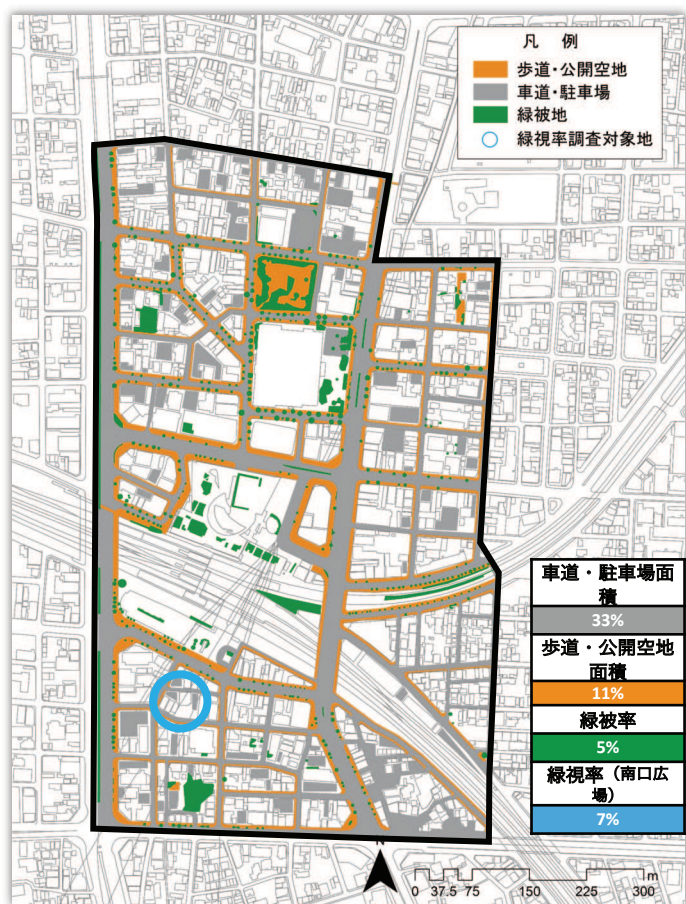 凡 例
歩道・公開空地
車道・駐車場
緑被地
緑視率調査対象地
車道・駐車場面
積
33%
歩道・公開空地
面積
11%
緑被率
5%
緑視率（南口広
場）
7%
N
m
0 37.5 75 150 225 300